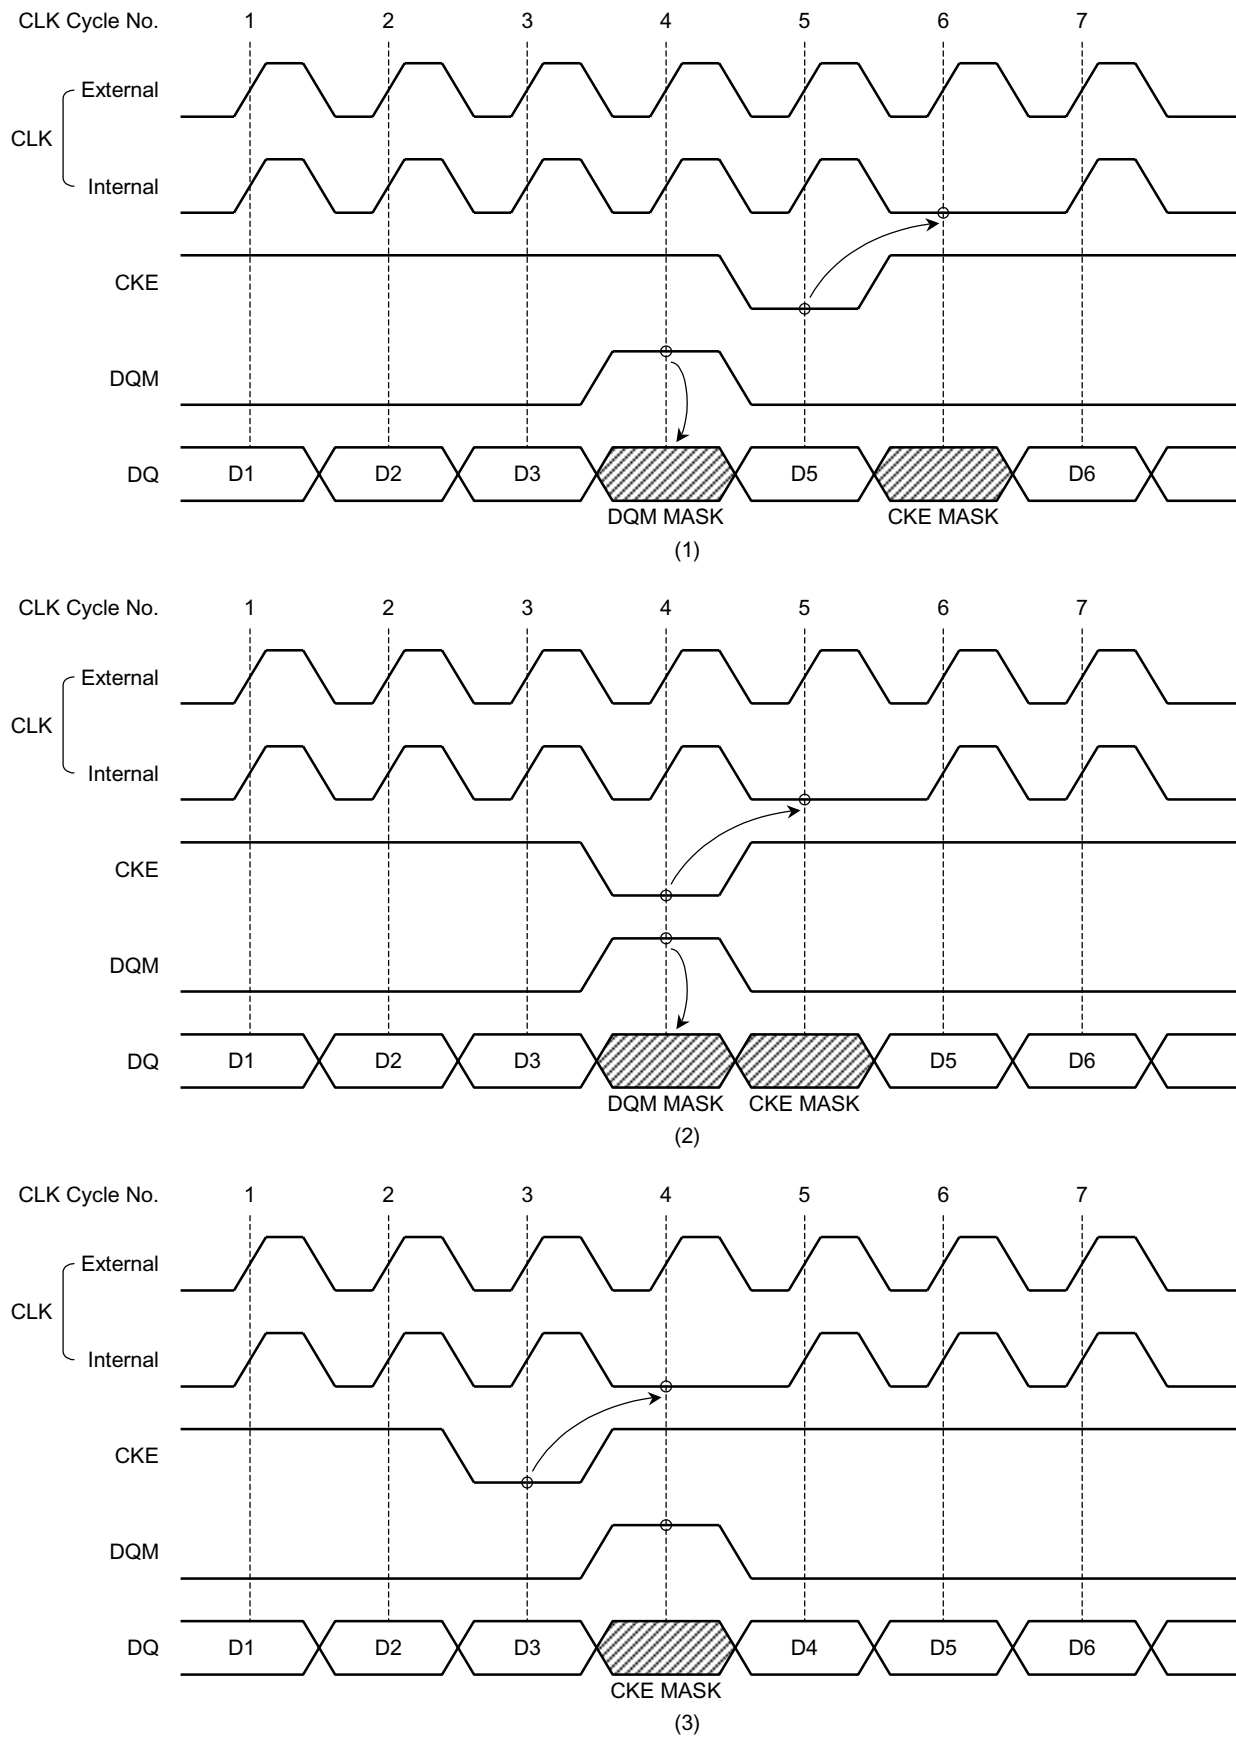 CLK Cycle No. 1 2 3 4 5 6 7
External
CLK
Internal
CKE
DQM
DQ D1 D2 D3 D5 D6
DQM MASK CKE MASK
(1)
CLK Cycle No. 1 2 3 4 5 6 7
External
CLK
Internal
CKE
DQM
DQ D1 D2 D3 D5 D6
DQM MASK CKE MASK
(2)
CLK Cycle No. 1 2 3 4 5 6 7
External
CLK
Internal
CKE
DQM
DQ D1 D2 D3 D4 D5 D6
CKE MASK
(3)